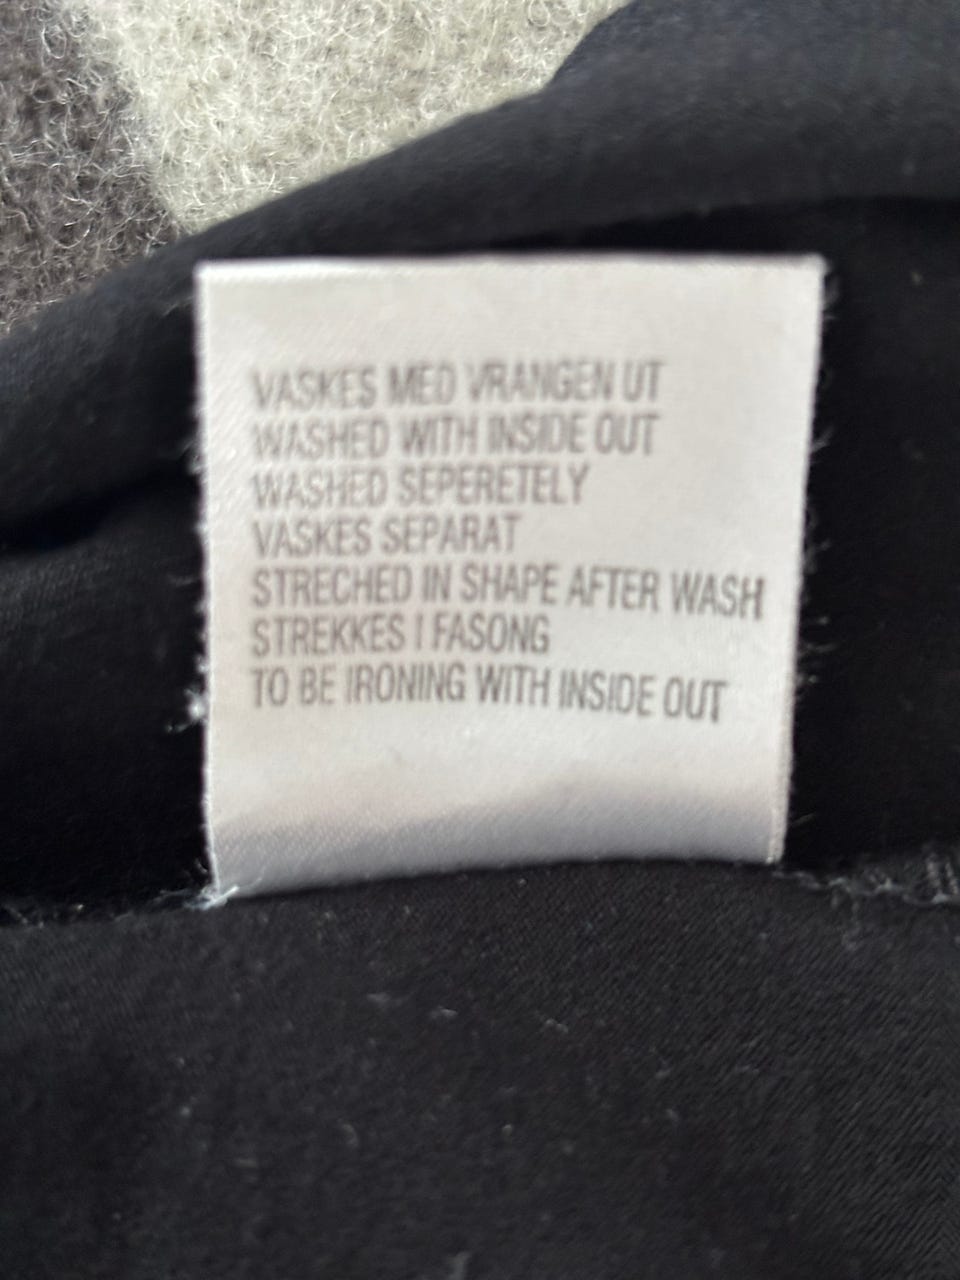 VASKES MED VRANGEN UT
WASHED WITH INSIDE OUT
WASHED SEPERETELY
VASKES SEPARAT
STRECHED IN SHAPE AFTER WASH
STREKKES I FASONG
TO BE IRONING WITH INSIDE OUT